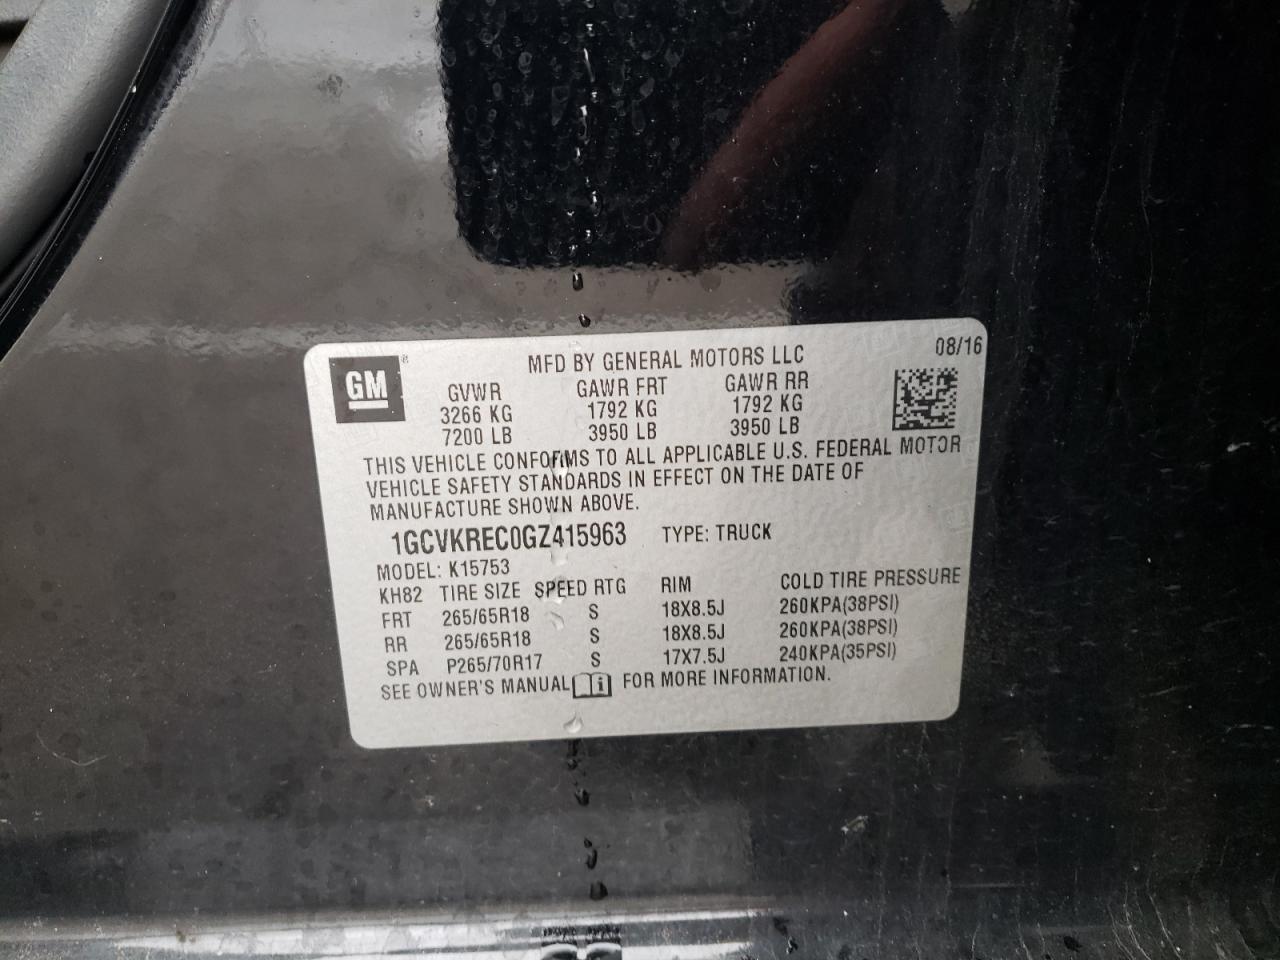 08/16
GM ®
MFD BY GENERAL MOTORS LLC
GVWR GAWR FRT GAWR RR
3266 KG 1792 KG 1792 KG
7200 LB 3950 LB 3950 LB
THIS VEHICLE CONFORMS TO ALL APPLICABLE U.S. FEDERAL MOTOR
VEHICLE SAFETY STANDARDS IN EFFECT ON THE DATE OF
MANUFACTURE SHOWN ABOVE.
1GCVKREC0GZ415963 TYPE: TRUCK
MODEL: K15753
KH82 TIRE SIZE SPEED RTG RIM COLD TIRE PRESSURE
FRT 265/65R18 S 18X8.5J 260KPA(38PSI)
RR 265/65R18 S 18X8.5J 260KPA(38PSI)
SPA P265/70R17 S 17X7.5J 240KPA(35PSI)
SEE OWNER'S MANUAL i FOR MORE INFORMATION.